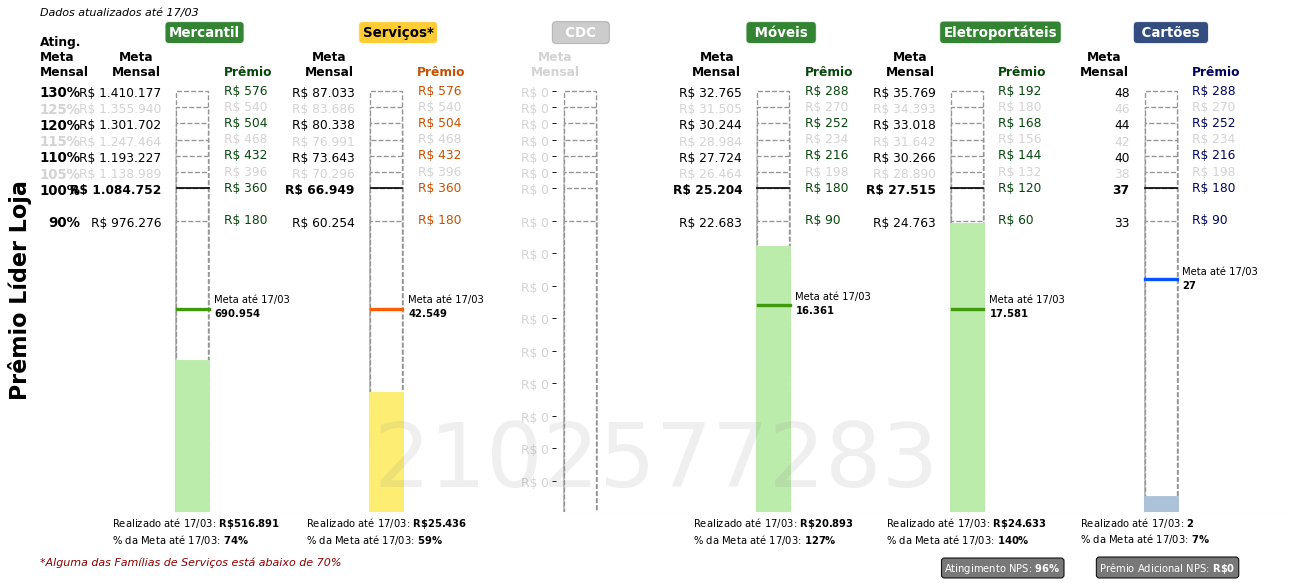 Dados atualizados até 17/03
Mercantil Serviços* CDC Móveis Eletroportáteis Cartões
Ating.
Meta Meta Meta Meta Meta Meta Meta
Mensal Mensal Prêmio Mensal Prêmio Mensal Mensal Prêmio Mensal Prêmio Mensal Prêmio
130% R$ 1.410.177 R$ 576 R$ 87.033 R$ 576 R$ 0 R$ 32.765 R$ 288 R$ 35.769 R$ 192 48 R$ 288
125% R$ 1.355.940 R$ 540 R$ 83.686 R$ 540 R$ 0 R$ 31.505 R$ 270 R$ 34.393 R$ 180 46 R$ 270
120% R$ 1.301.702 R$ 504 R$ 80.338 R$ 504 R$ 0 R$ 30.244 R$ 252 R$ 33.018 R$ 168 44 R$ 252
115% R$ 1.247.464 R$ 468 R$ 76.991 R$ 468 R$ 0 R$ 28.984 R$ 234 R$ 31.642 R$ 156 42 R$ 234
110% R$ 1.193.227 R$ 432 R$ 73.643 R$ 432 R$ 0 R$ 27.724 R$ 216 R$ 30.266 R$ 144 40 R$ 216
105% R$ 1.138.989 R$ 396 R$ 70.296 R$ 396 R$ 0 R$ 26.464 R$ 198 R$ 28.890 R$ 132 38 R$ 198
100% R$ 1.084.752 R$ 360 R$ 66.949 R$ 360 R$ 0 R$ 25.204 R$ 180 R$ 27.515 R$ 120 37 R$ 180
90% R$ 976.276 R$ 180 R$ 60.254 R$ 180 R$ 0 R$ 22.683 R$ 90 R$ 24.763 R$ 60 33 R$ 90
R$ 0
R$ 0
R$ 0
R$ 0
R$ 0
R$ 0
R$ 0
R$ 0
Prêmio Líder Loja
Meta até 17/03 Meta até 17/03 Meta até 17/03 Meta até 17/03 Meta até 17/03
690.954 42.549 16.361 17.581 27
2102577283
Realizado até 17/03: R$516.891 Realizado até 17/03: R$25.436 Realizado até 17/03: R$20.893 Realizado até 17/03: R$24.633 Realizado até 17/03: 2
% da Meta até 17/03: 74% % da Meta até 17/03: 59% % da Meta até 17/03: 127% % da Meta até 17/03: 140% % da Meta até 17/03: 7%
*Alguma das Famílias de Serviços está abaixo de 70% Atingimento NPS: 96% Prêmio Adicional NPS: R$0